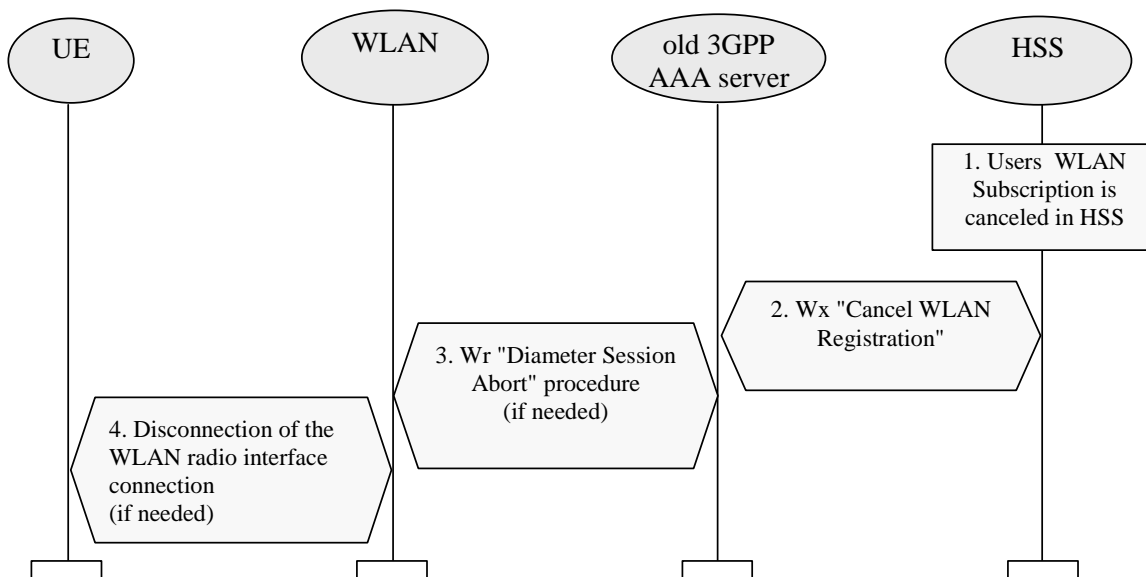 UE
WLAN
old 3GPP
AAA server
HSS
1. Users  WLAN
Subscription is
canceled in HSS
2. Wx "Cancel WLAN
Registration"
3. Wr "Diameter Session
Abort" procedure
(if needed)
4. Disconnection of the
WLAN radio interface
connection
(if needed)